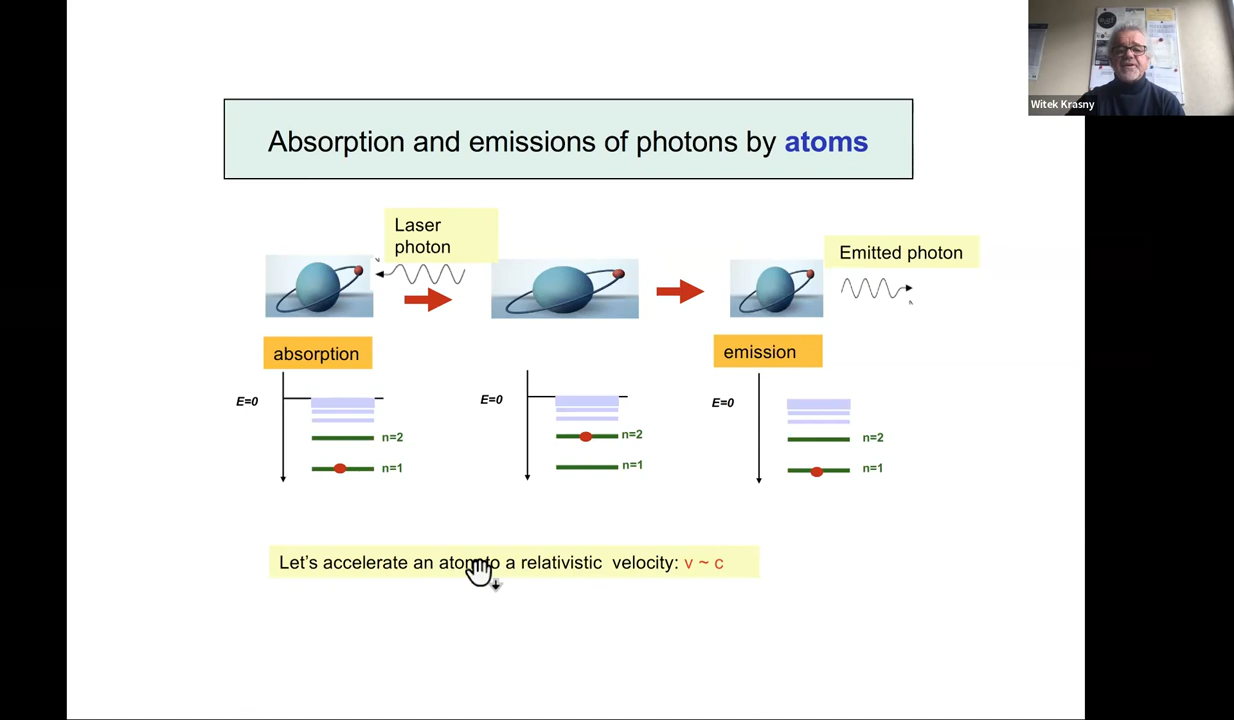 Witek Krasny
Absorption and emissions of photons by atoms
Laser
photon
Emitted photon
absorption
emission
E=0
n=2
n=1
E=0
n=2
n=1
E=0
n=2
n=1
Let's accelerate an atom to a relativistic velocity: v ~ c